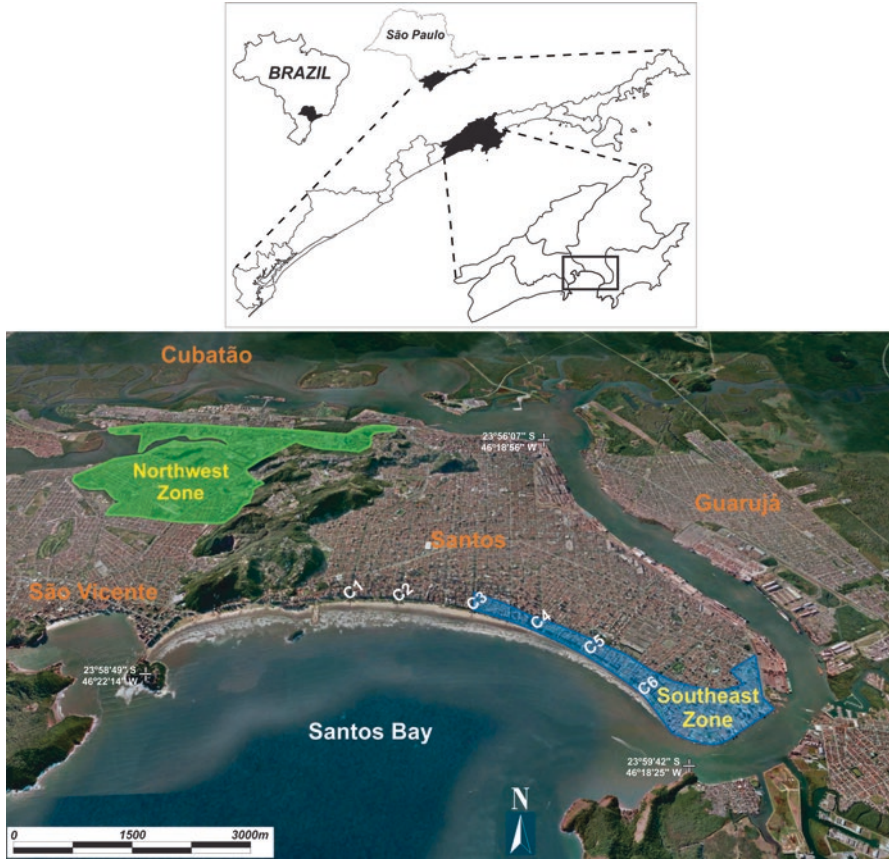 São Paulo
BRAZIL
Cubatão
23°56'07" S
46°18'56" W
Northwest
Zone
Guarujá
Santos
São Vicente
C1
C2
C3
C4
C5
C6
23°58'49" S
46°22'14" W
Southeast
Zone
Santos Bay
23°59'42" S
46°18'25" W
N
0 1500 3000m